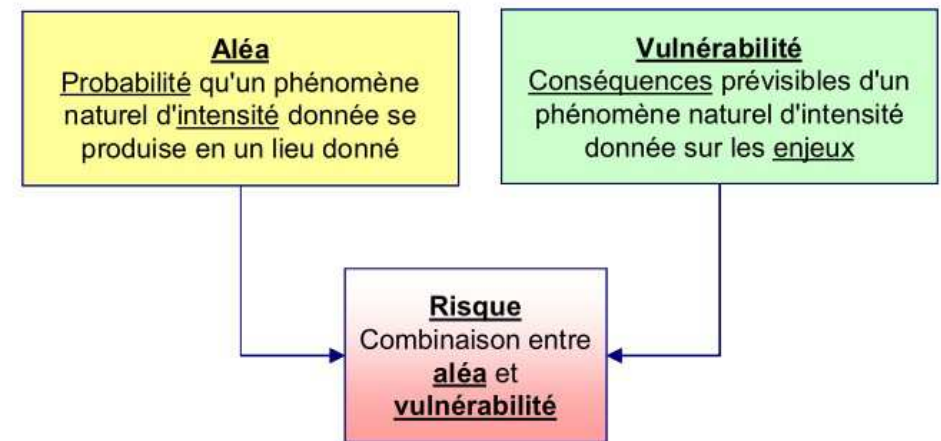 Aléa
Probabilité qu'un phénomène
naturel d'intensité donnée se
produise en un lieu donné
Vulnérabilité
Conséquences prévisibles d'un
phénomène naturel d'intensité
donnée sur les enjeux
Risque
Combinaison entre
aléa et
vulnérabilité